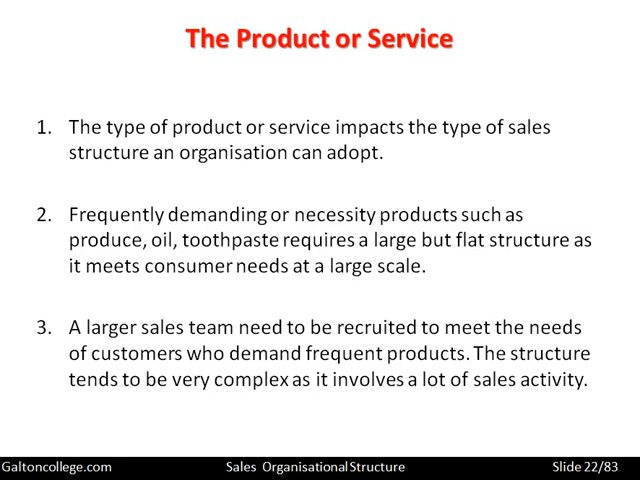 The Product or Service
1. The type of product or service impacts the type of sales
structure an organisation can adopt.
2. Frequently demanding or necessity products such as
produce, oil, toothpaste requires a large but flat structure as
it meets consumer needs at a large scale.
3. A larger sales team need to be recruited to meet the needs
of customers who demand frequent products. The structure
tends to be very complex as it involves a lot of sales activity.
Galtoncollege.com Sales Organisational Structure Slide 22/83